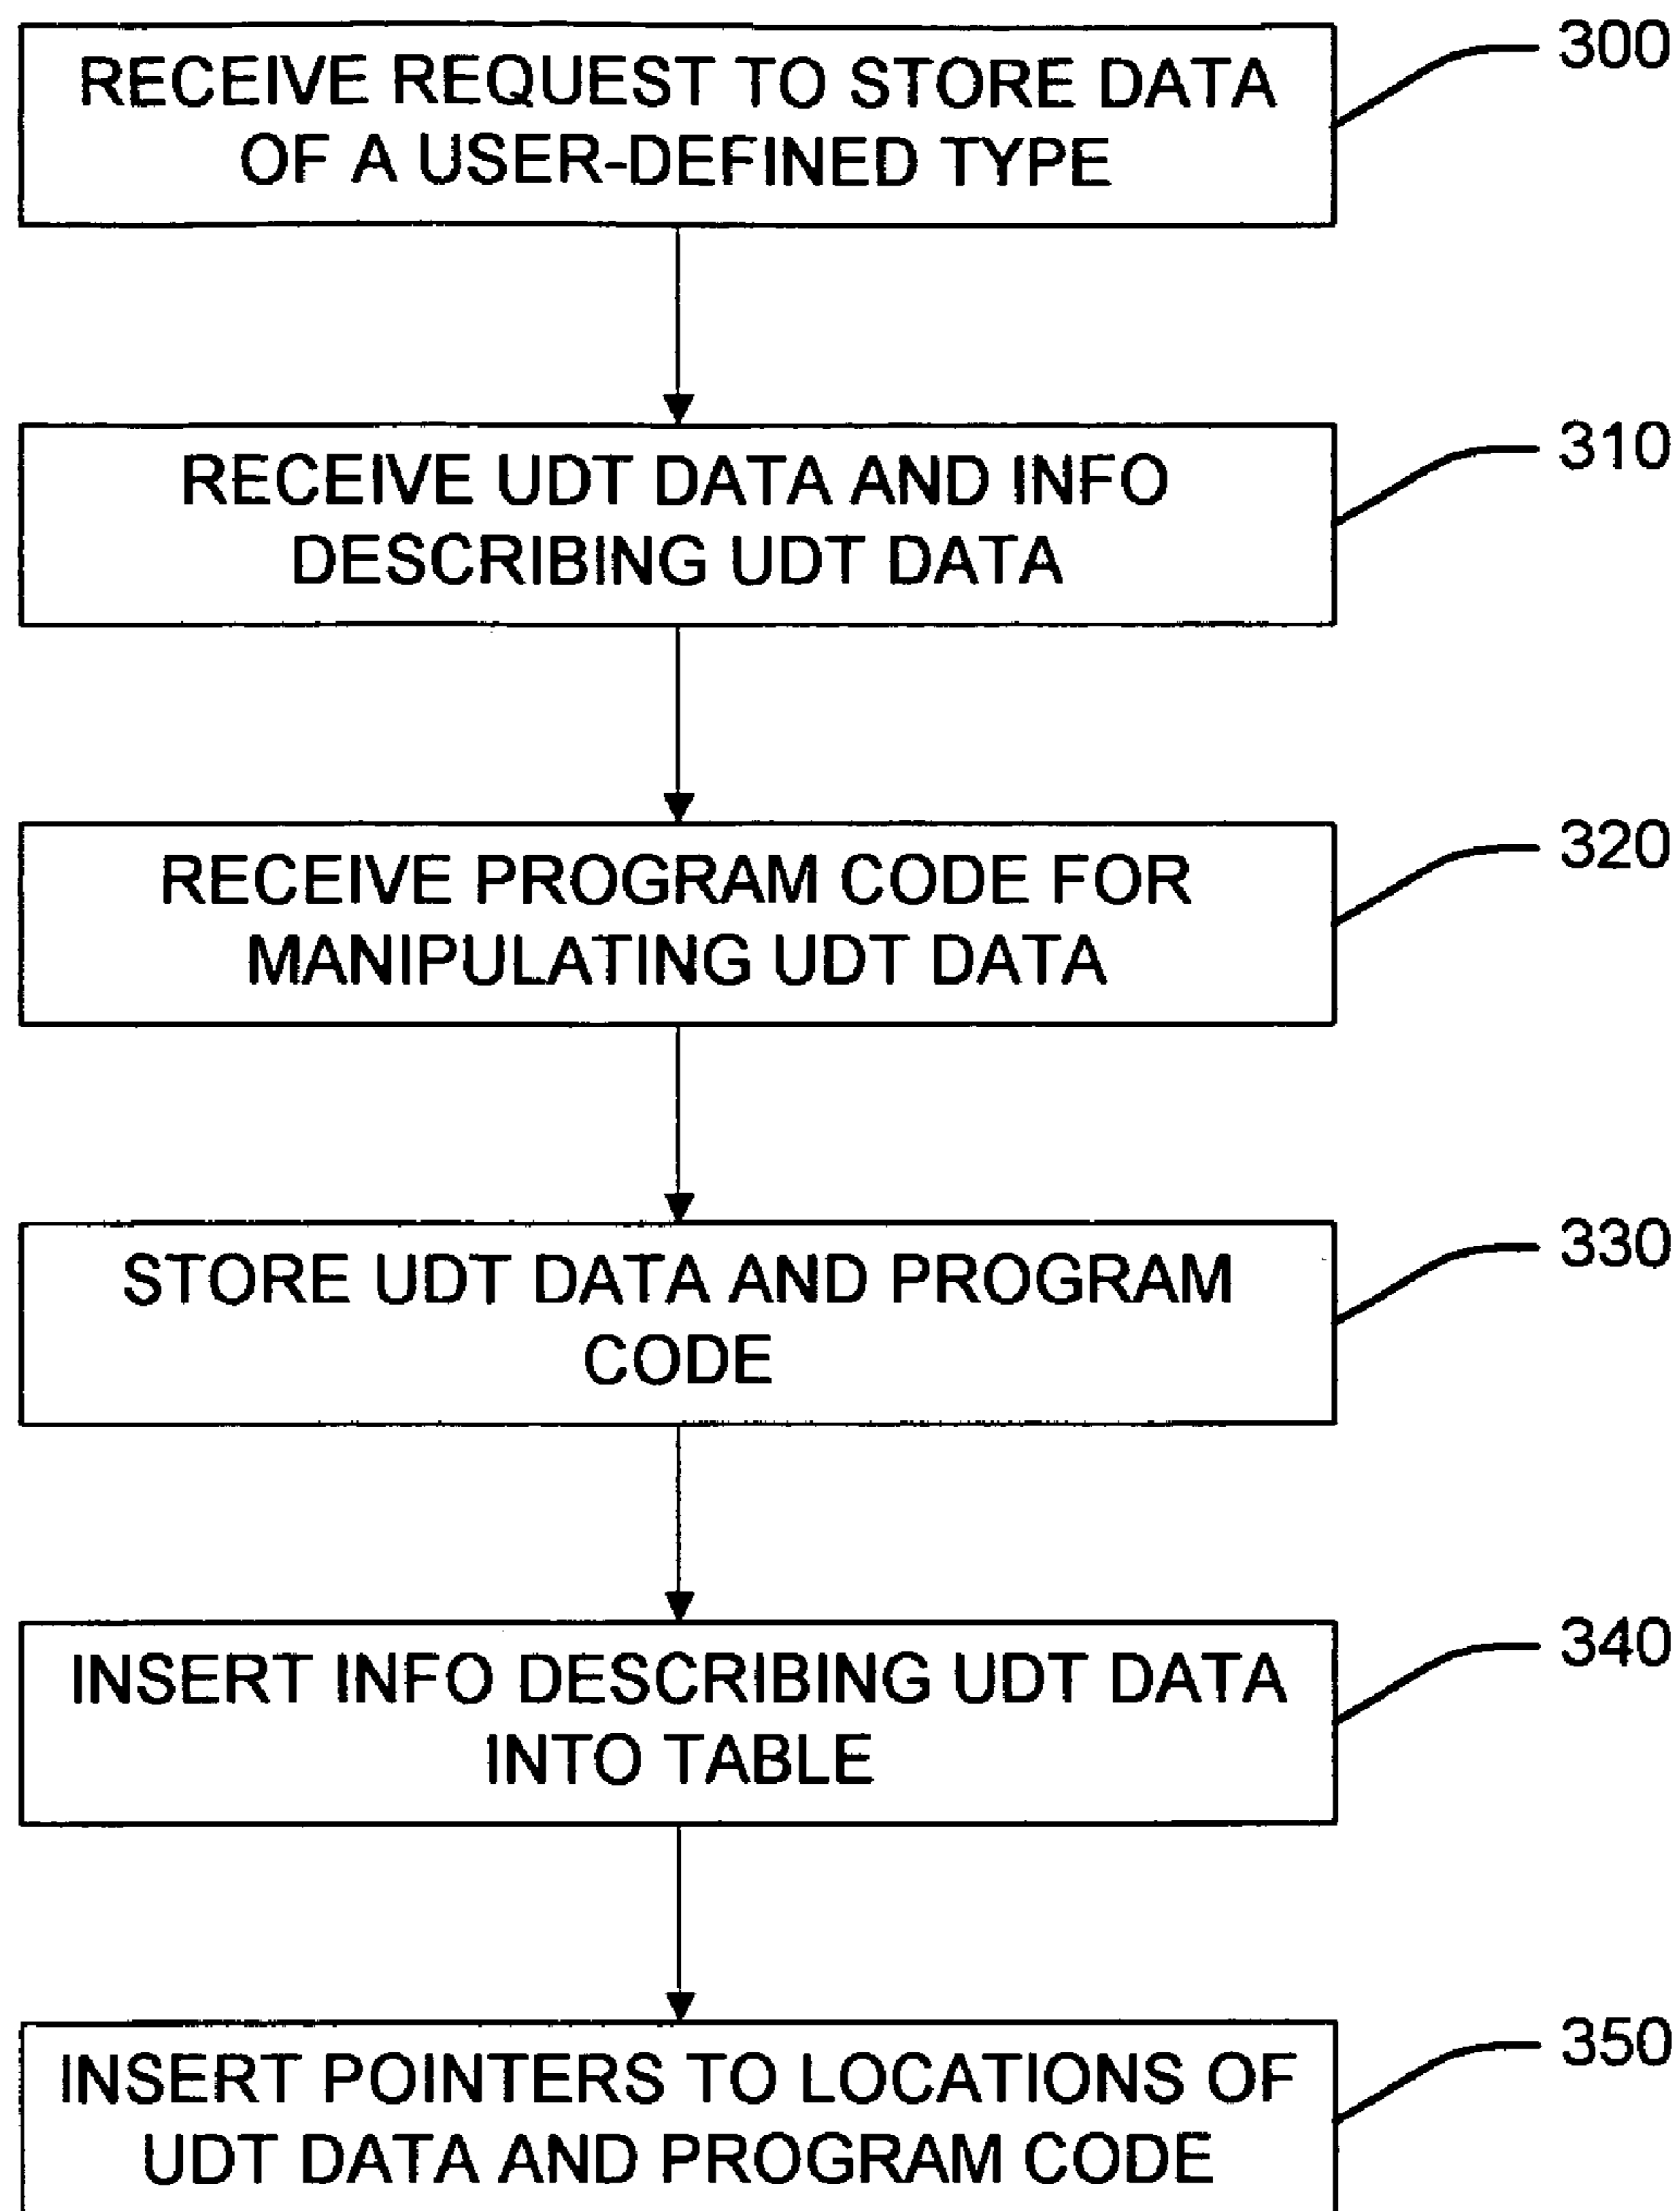 RECEIVE REQUEST TO STORE DATA
OF A USER-DEFINED TYPE
300
RECEIVE UDT DATA AND INFO
DESCRIBING UDT DATA
310
RECEIVE PROGRAM CODE FOR
MANIPULATING UDT DATA
320
STORE UDT DATA AND PROGRAM
CODE
330
INSERT INFO DESCRIBING UDT DATA
INTO TABLE
340
INSERT POINTERS TO LOCATIONS OF
UDT DATA AND PROGRAM CODE
350